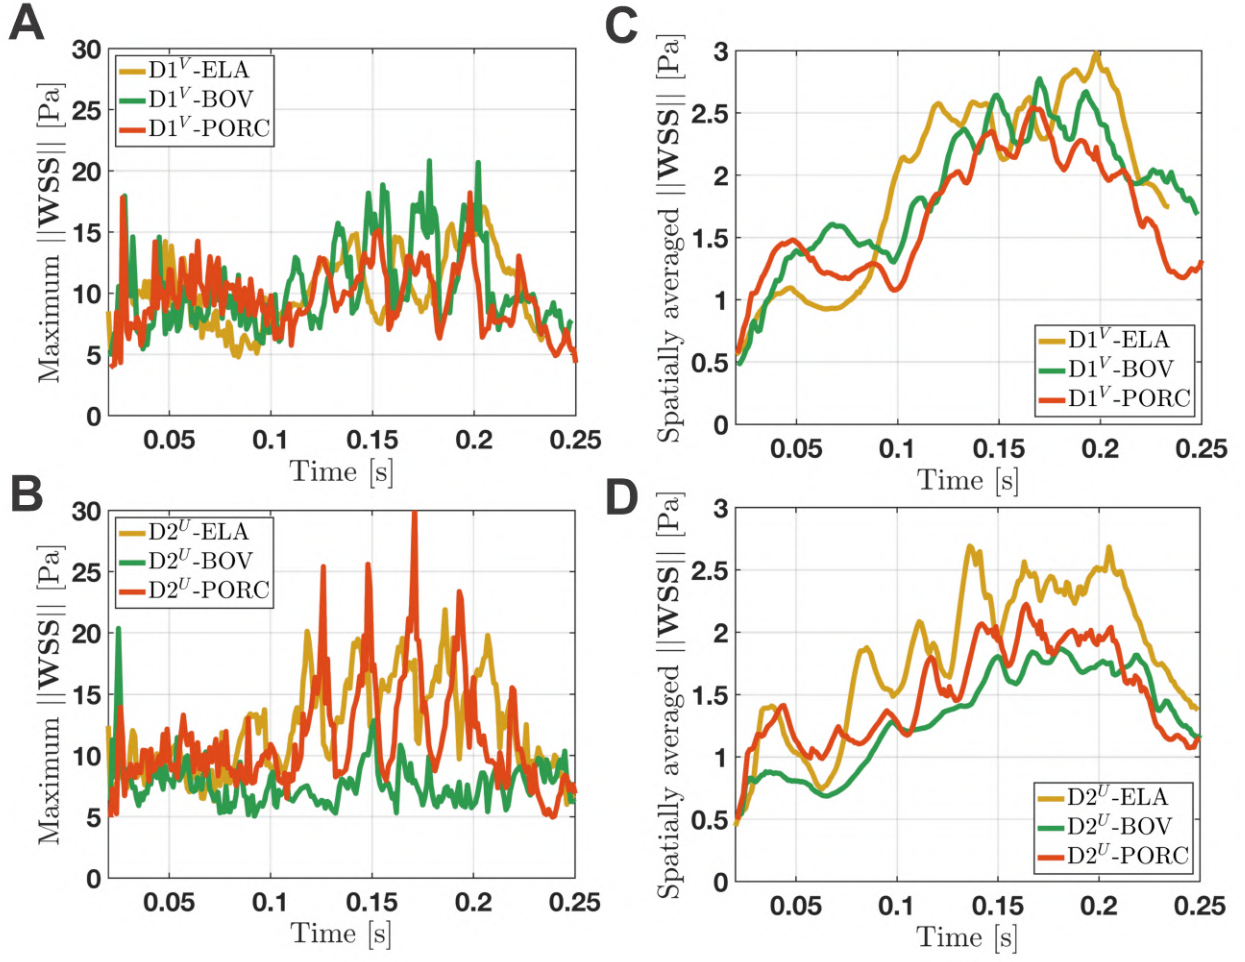 A
Maximum ||WSS|| [Pa]
30
25
20
15
10
5
0
D1^V-ELA
D1^V-BOV
D1^V-PORC
0.05 0.1 0.15 0.2 0.25
Time [s]
B
Maximum ||WSS|| [Pa]
30
25
20
15
10
5
0
D2^U-ELA
D2^U-BOV
D2^U-PORC
0.05 0.1 0.15 0.2 0.25
Time [s]
C
Spatially averaged ||WSS|| [Pa]
3
2.5
2
1.5
1
0.5
0
D1^V-ELA
D1^V-BOV
D1^V-PORC
0.05 0.1 0.15 0.2 0.25
Time [s]
D
Spatially averaged ||WSS|| [Pa]
3
2.5
2
1.5
1
0.5
0
D2^U-ELA
D2^U-BOV
D2^U-PORC
0.05 0.1 0.15 0.2 0.25
Time [s]